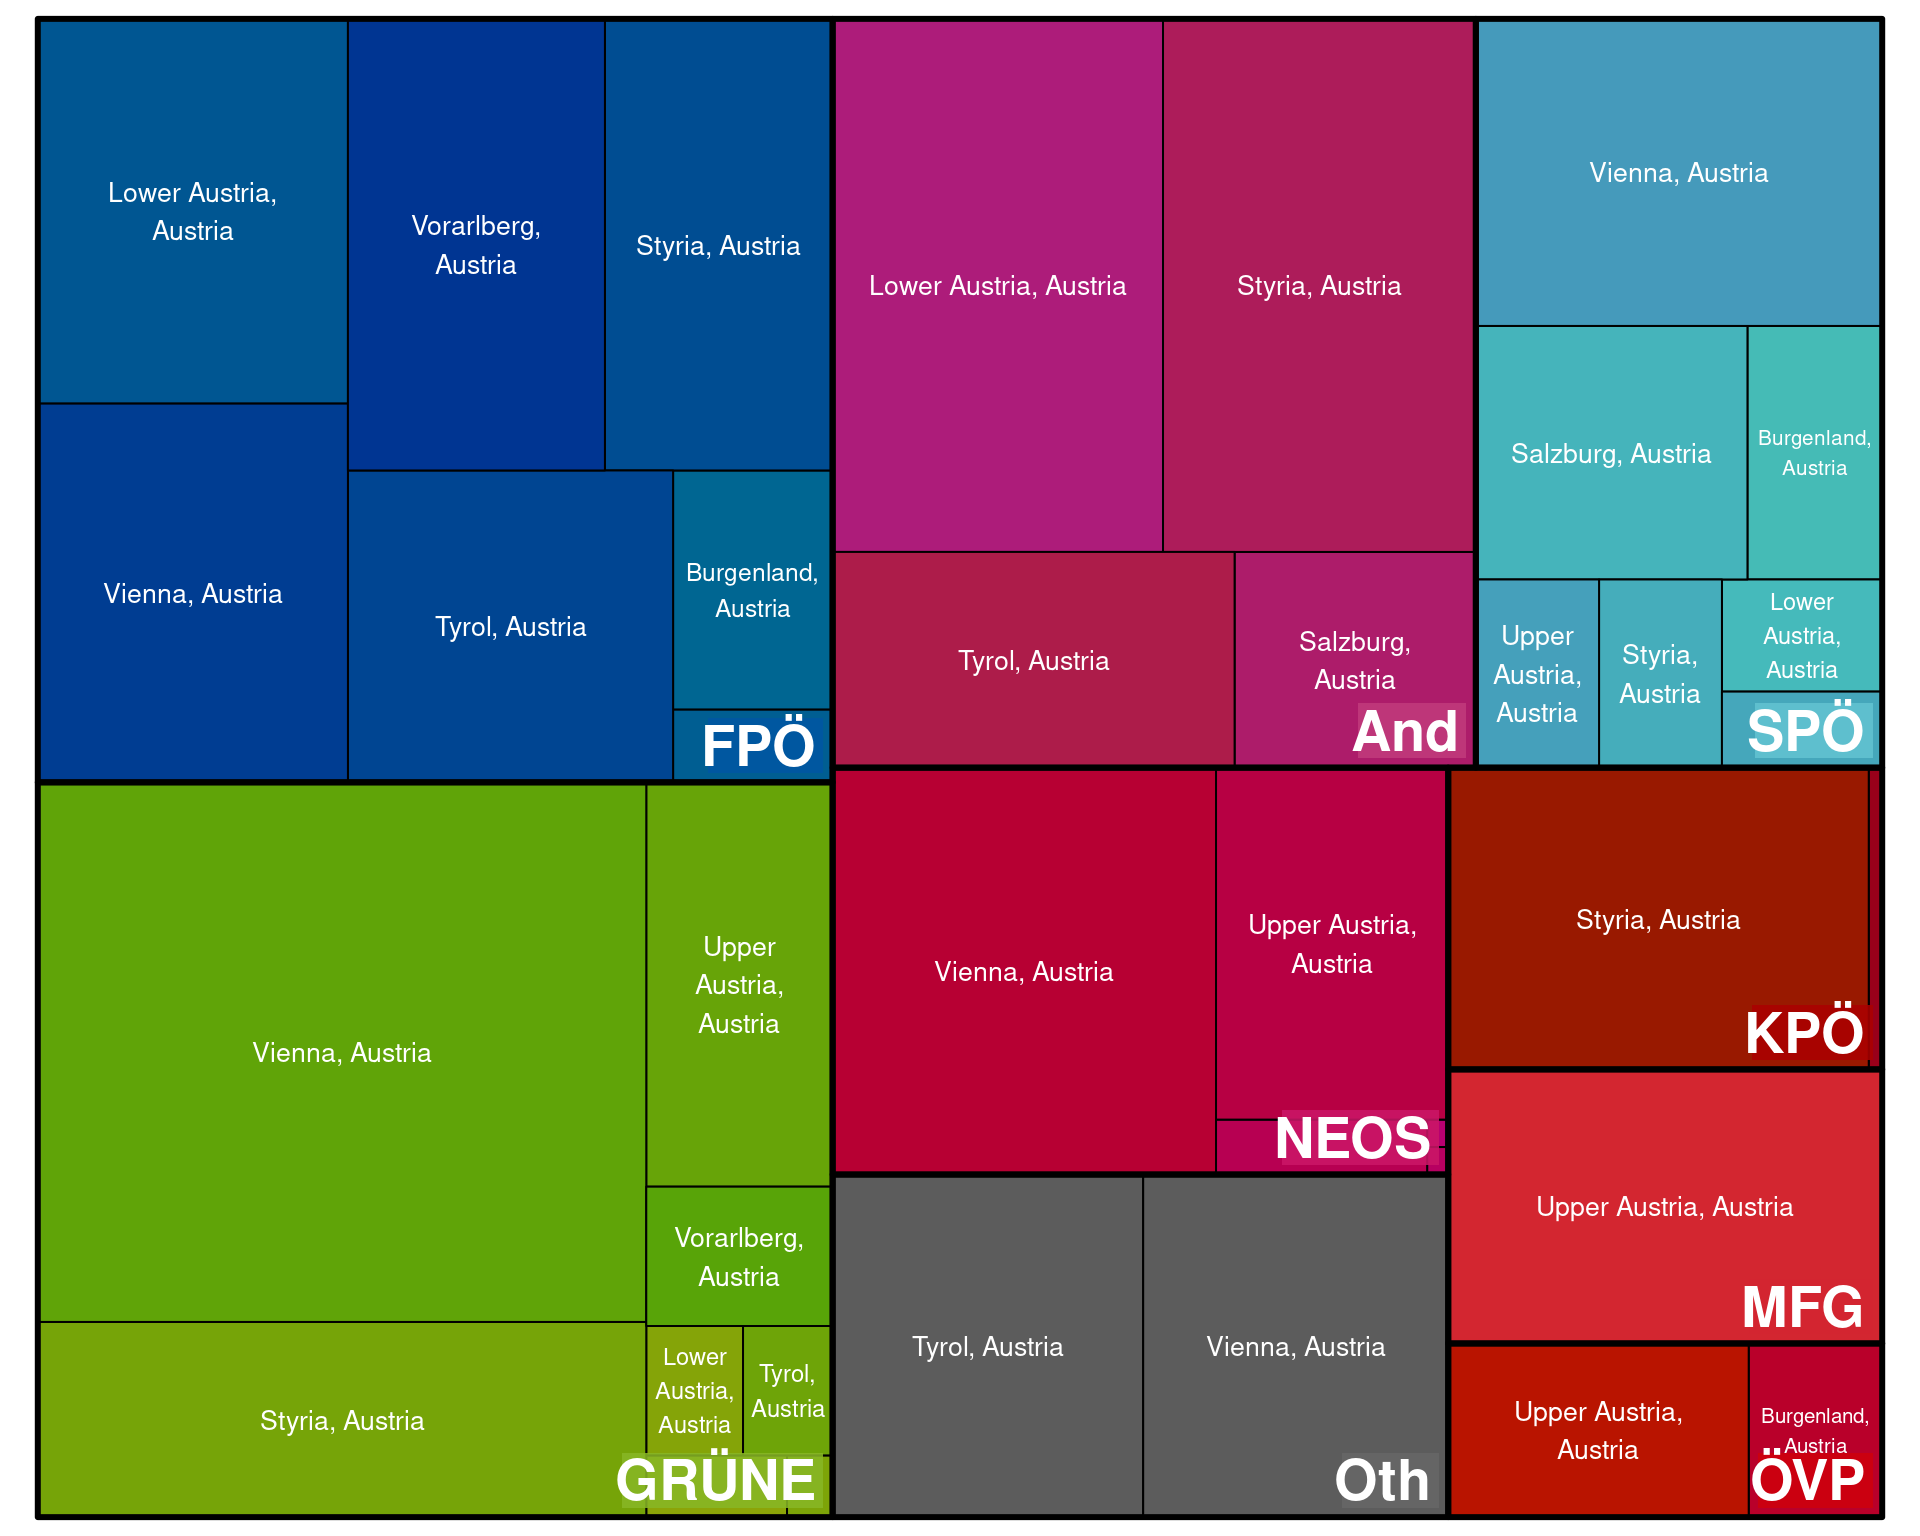 Lower Austria,
Austria
Vorarlberg,
Austria
Styria, Austria
Vienna, Austria
Tyrol, Austria
Burgenland,
Austria
FPÖ
Lower Austria, Austria
Styria, Austria
Tyrol, Austria
Salzburg,
Austria
And
Vienna, Austria
Salzburg, Austria
Burgenland,
Austria
Upper
Austria,
Austria
Styria,
Austria
Lower
Austria,
Austria
SPÖ
Vienna, Austria
Upper
Austria,
Austria
Vorarlberg,
Austria
Styria, Austria
Lower
Austria,
Austria
Tyrol,
Austria
GRÜNE
Vienna, Austria
Upper Austria,
Austria
NEOS
Styria, Austria
KPÖ
Upper Austria, Austria
MFG
Tyrol, Austria
Vienna, Austria
Oth
Upper Austria,
Austria
Burgenland,
Austria
ÖVP